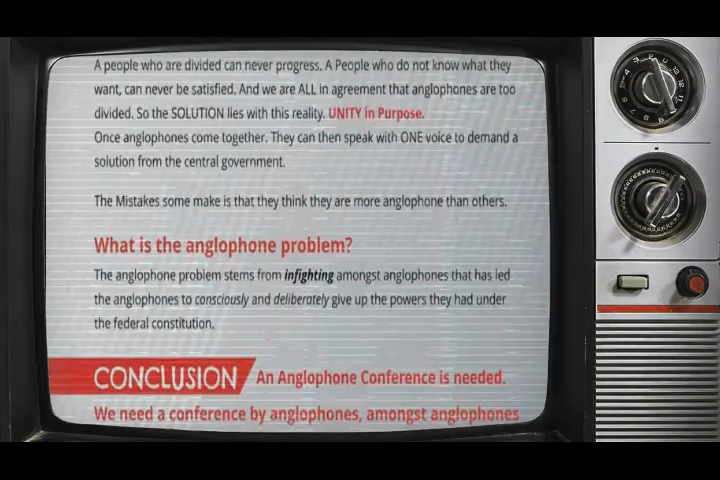 A people who are divided can never progress. A People who do not know what they
want, can never be satisfied. And we are ALL in agreement that anglophones are too
divided. So the SOLUTION lies with this reality. UNITY in Purpose.
Once anglophones come together. They can then speak with ONE voice to demand a
solution from the central government.
The Mistakes some make is that they think they are more anglophone than others.
What is the anglophone problem?
The anglophone problem stems from infighting amongst anglophones that has led
the anglophones to consciously and deliberately give up the powers they had under
the federal constitution.
CONCLUSION An Anglophone Conference is needed.
We need a conference by anglophones, amongst anglophones